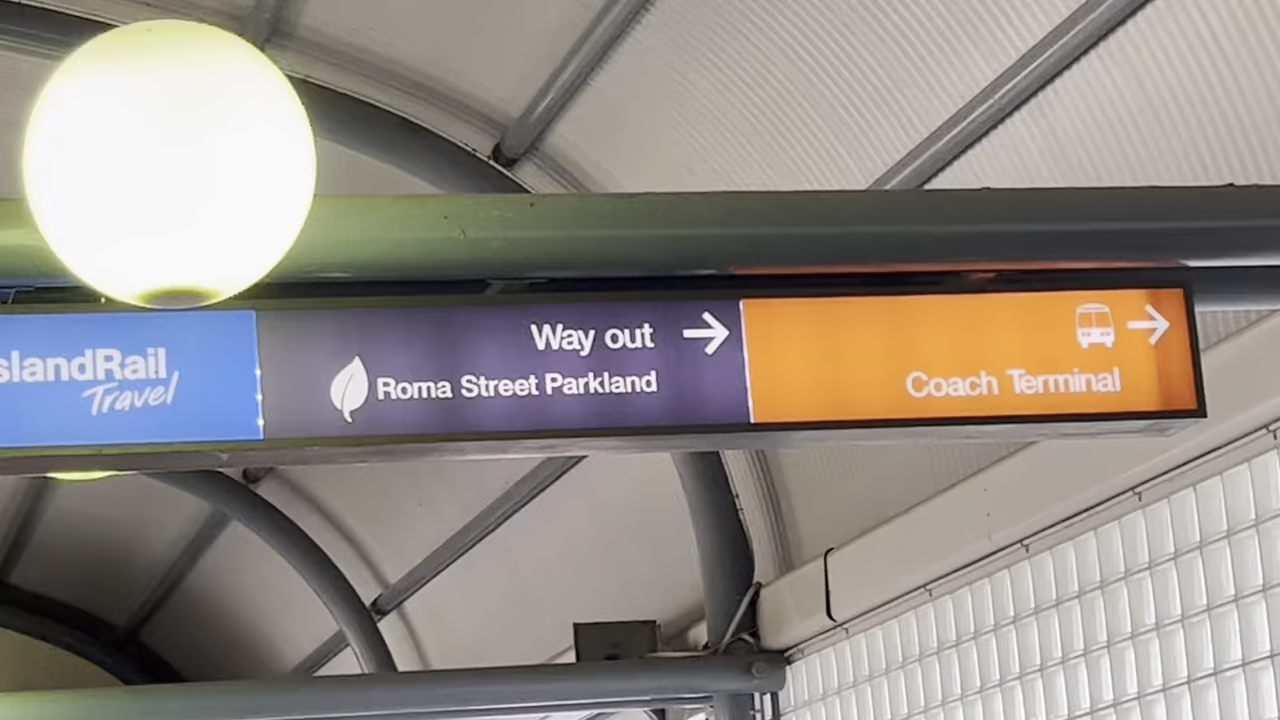 slandRail
Travel
Way out
Roma Street Parkland
Coach Terminal